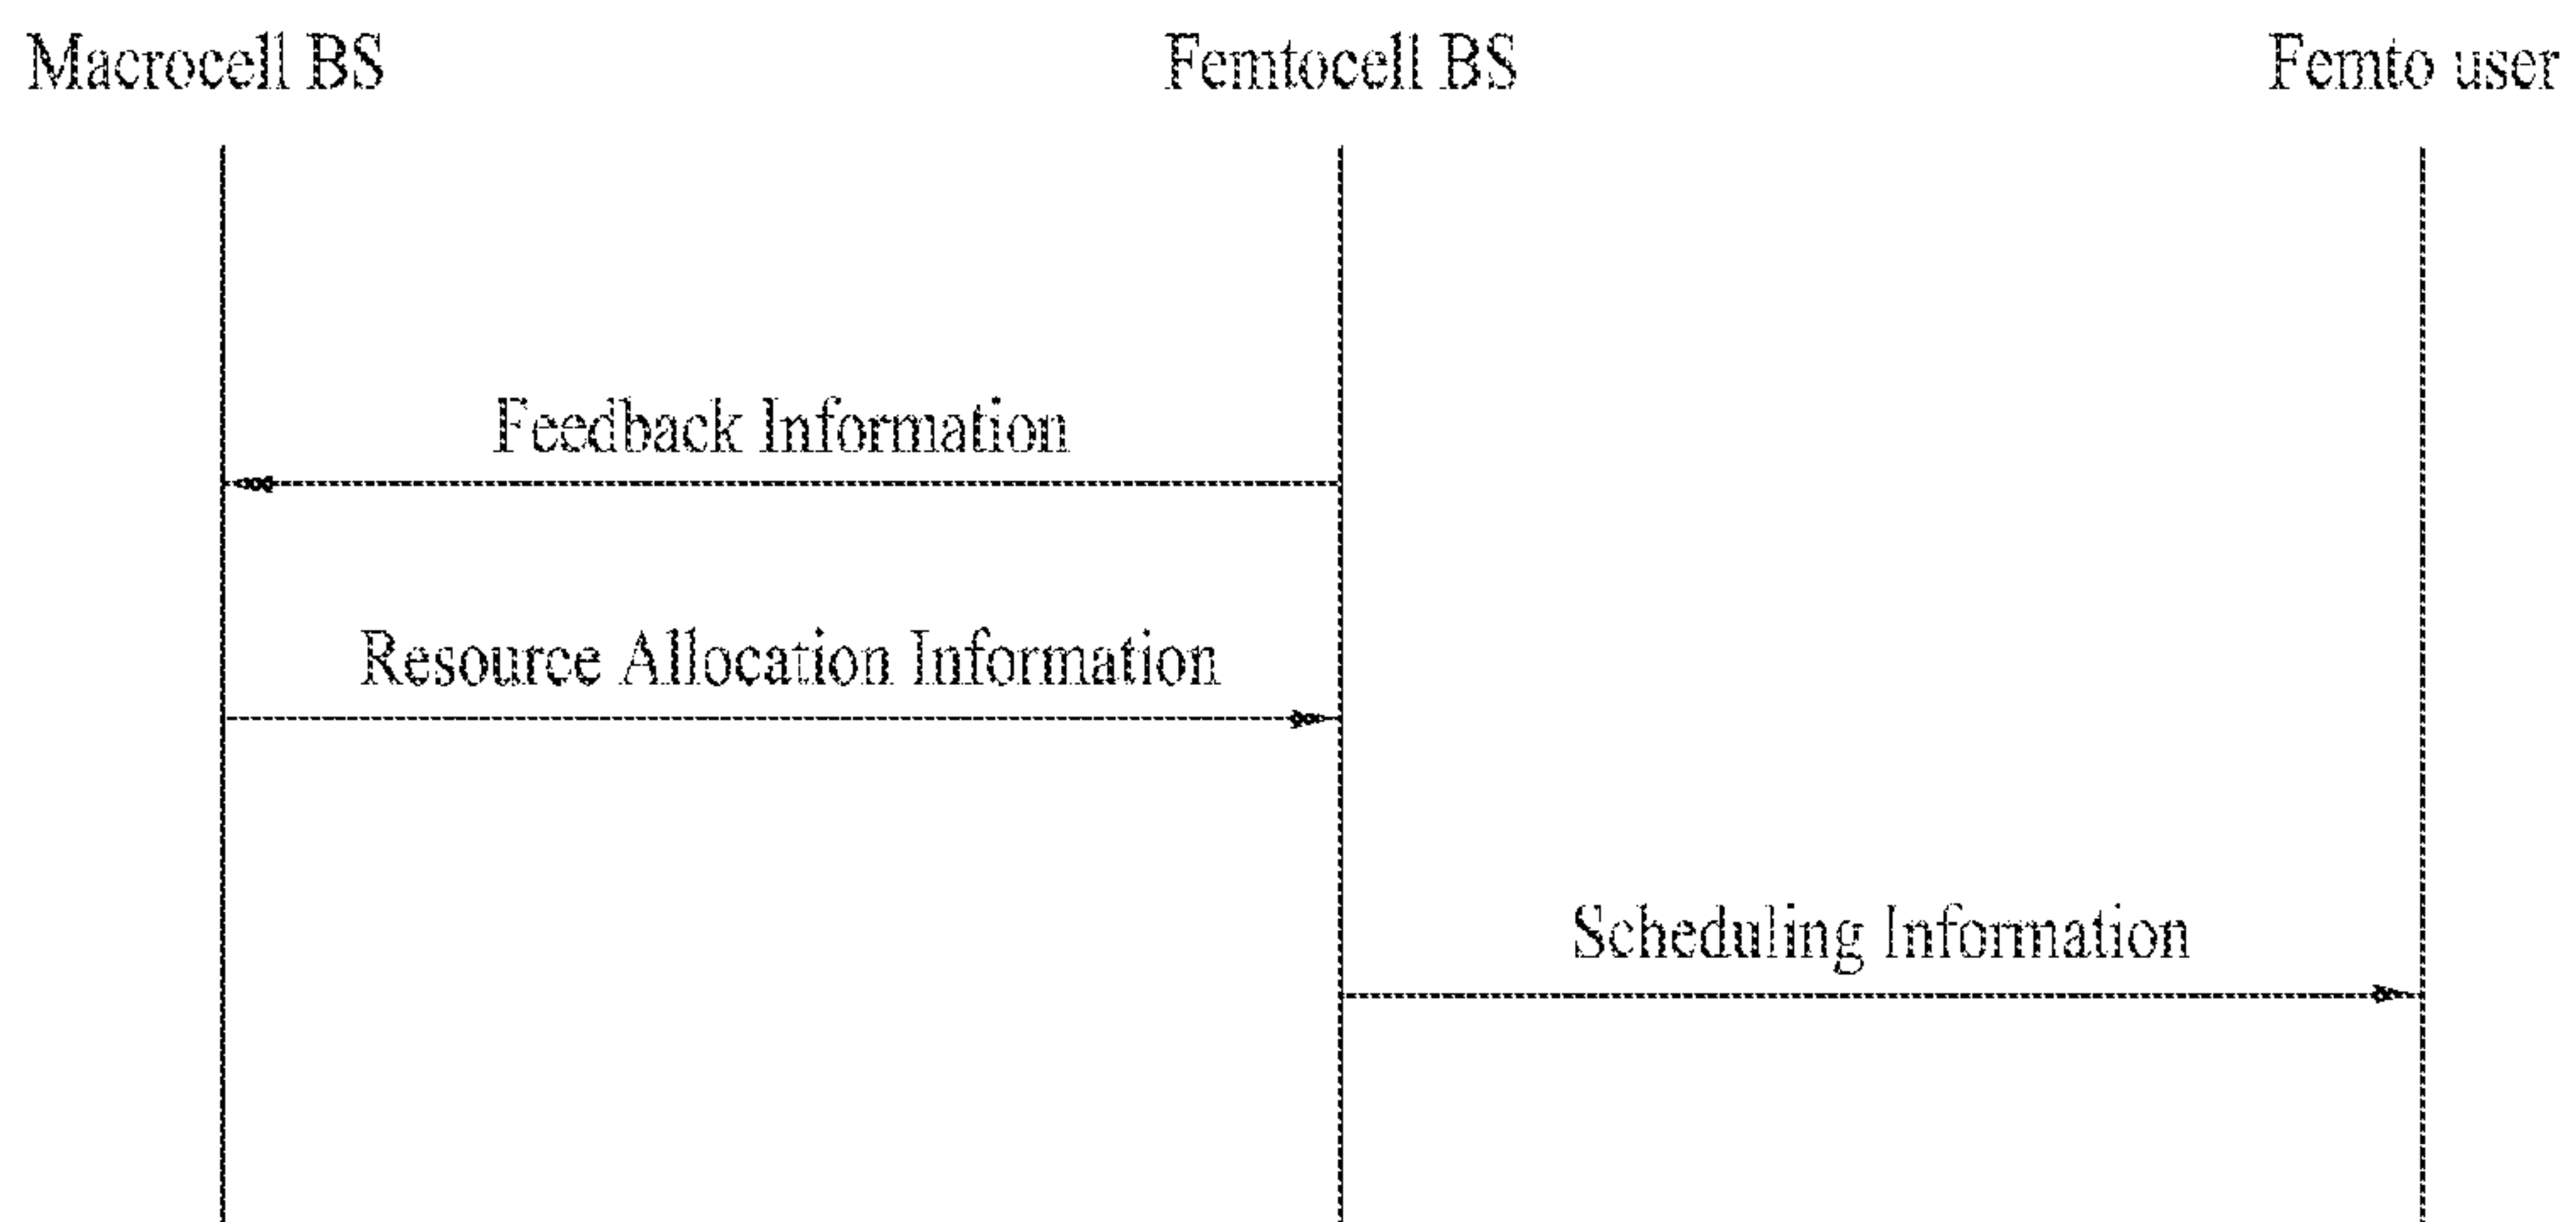 Macrocell BS
Femtocell BS
Femto user
Feedback Information
Resource Allocation Information
Scheduling Information